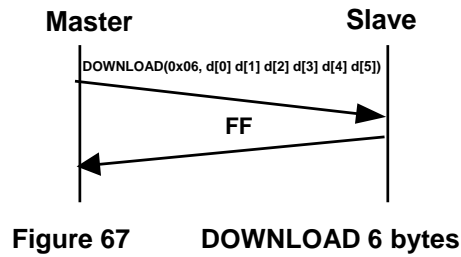 Master Slave
DOWNLOAD(0x06, d[0] d[1] d[2] d[3] d[4] d[5])
FF
Figure 67 DOWNLOAD 6 bytes